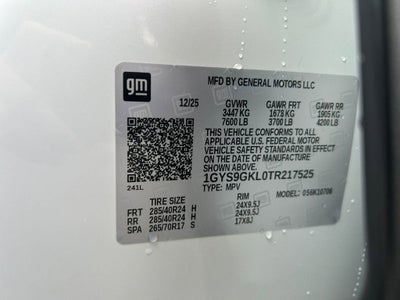 gm
MFD BY GENERAL MOTORS LLC
12/25 GVWR GAWR FRT GAWR RR
3447 KG 1678 KG 1905 KG
7600 LB 3700 LB 4200 LB
THIS VEHICLE CONFORMS TO ALL
APPLICABLE U.S. FEDERAL MOTOR
VEHICLE SAFETY STANDARDS IN EFFECT
ON THE DATE OF MANUFACTURE
SHOWN ABOVE.
1GYS9GKL0TR217525
TYPE: MPV MODEL: 0S6K10706
241L
TIRE SIZE RIM
FRT 285/40R24 H 24X9.5J
RR 285/40R24 H 24X9.5J
SPA 265/70R17 S 17X8J